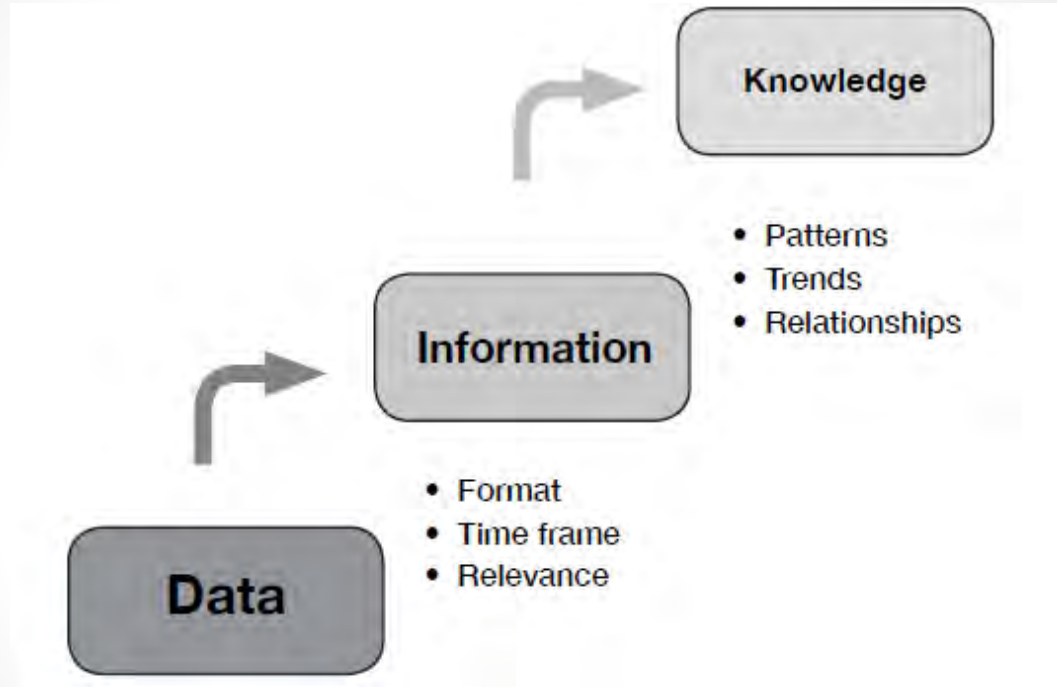 Knowledge
• Patterns
• Trends
• Relationships
Information
• Format
• Time frame
• Relevance
Data